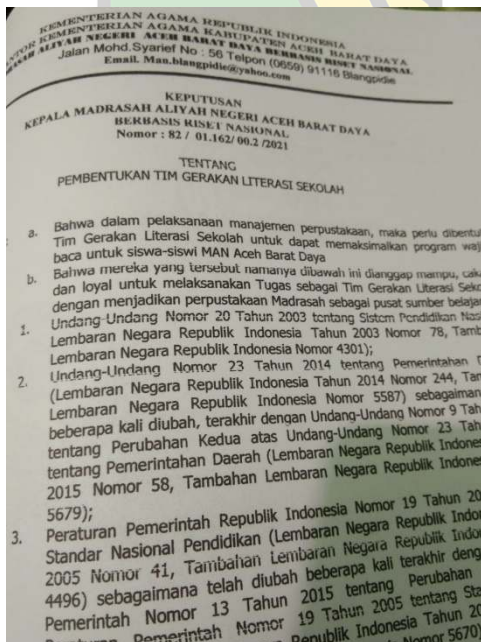 KEMENTERIAN AGAMA REPUBLIK INDONESIA
KANTOR KEMENTERIAN AGAMA KABUPATEN ACEH BARAT DAYA
ALIYAH NEGERI ACEH BARAT DAYA BERBASIS RISET NASIONAL
Jalan Mohd.Syarief No : 56 Telpon (0659) 91116 Blangpidie
Email. Man.blangpidie@yahoo.com
KEPUTUSAN
KEPALA MADRASAH ALIYAH NEGERI ACEH BARAT DAYA
BERBASIS RISET NASIONAL
Nomor : 82 / 01.162/ 00.2 /2021
TENTANG
PEMBENTUKAN TIM GERAKAN LITERASI SEKOLAH
a. Bahwa dalam pelaksanaan manajemen perpustakaan, maka perlu dibentu
Tim Gerakan Literasi Sekolah untuk dapat memaksimalkan program waj
baca untuk siswa-siswi MAN Aceh Barat Daya
b. Bahwa mereka yang tersebut namanya dibawah ini dianggap mampu, cak
dan loyal untuk melaksanakan Tugas sebagai Tim Gerakan Literasi Seko
dengan menjadikan perpustakaan Madrasah sebagai pusat sumber belajar
1. Undang-Undang Nomor 20 Tahun 2003 tentang Sistem Pendidikan Nas
Lembaran Negara Republik Indonesia Tahun 2003 Nomor 78, Tamb
Lembaran Negara Republik Indonesia Nomor 4301);
2. Undang-Undang Nomor 23 Tahun 2014 tentang Pemerintahan D
(Lembaran Negara Republik Indonesia Tahun 2014 Nomor 244, Tam
Lembaran Negara Republik Indonesia Nomor 5587) sebagaiman
beberapa kali diubah, terakhir dengan Undang-Undang Nomor 9 Tah
tentang Perubahan Kedua atas Undang-Undang Nomor 23 Tah
tentang Pemerintahan Daerah (Lembaran Negara Republik Indones
2015 Nomor 58, Tambahan Lembaran Negara Republik Indones
5679);
3. Peraturan Pemerintah Republik Indonesia Nomor 19 Tahun 20
Standar Nasional Pendidikan (Lembaran Negara Republik Indo
2005 Nomor 41, Tambahan Lembaran Negara Republik Indo
4496) sebagaimana telah diubah beberapa kali terakhir deng
Pemerintah Nomor 13 Tahun 2015 tentang Perubahan
Pemerintah Nomor 19 Tahun 2005 tentang Sta
Republik Indonesia Tahun 20
Nomor 5670)